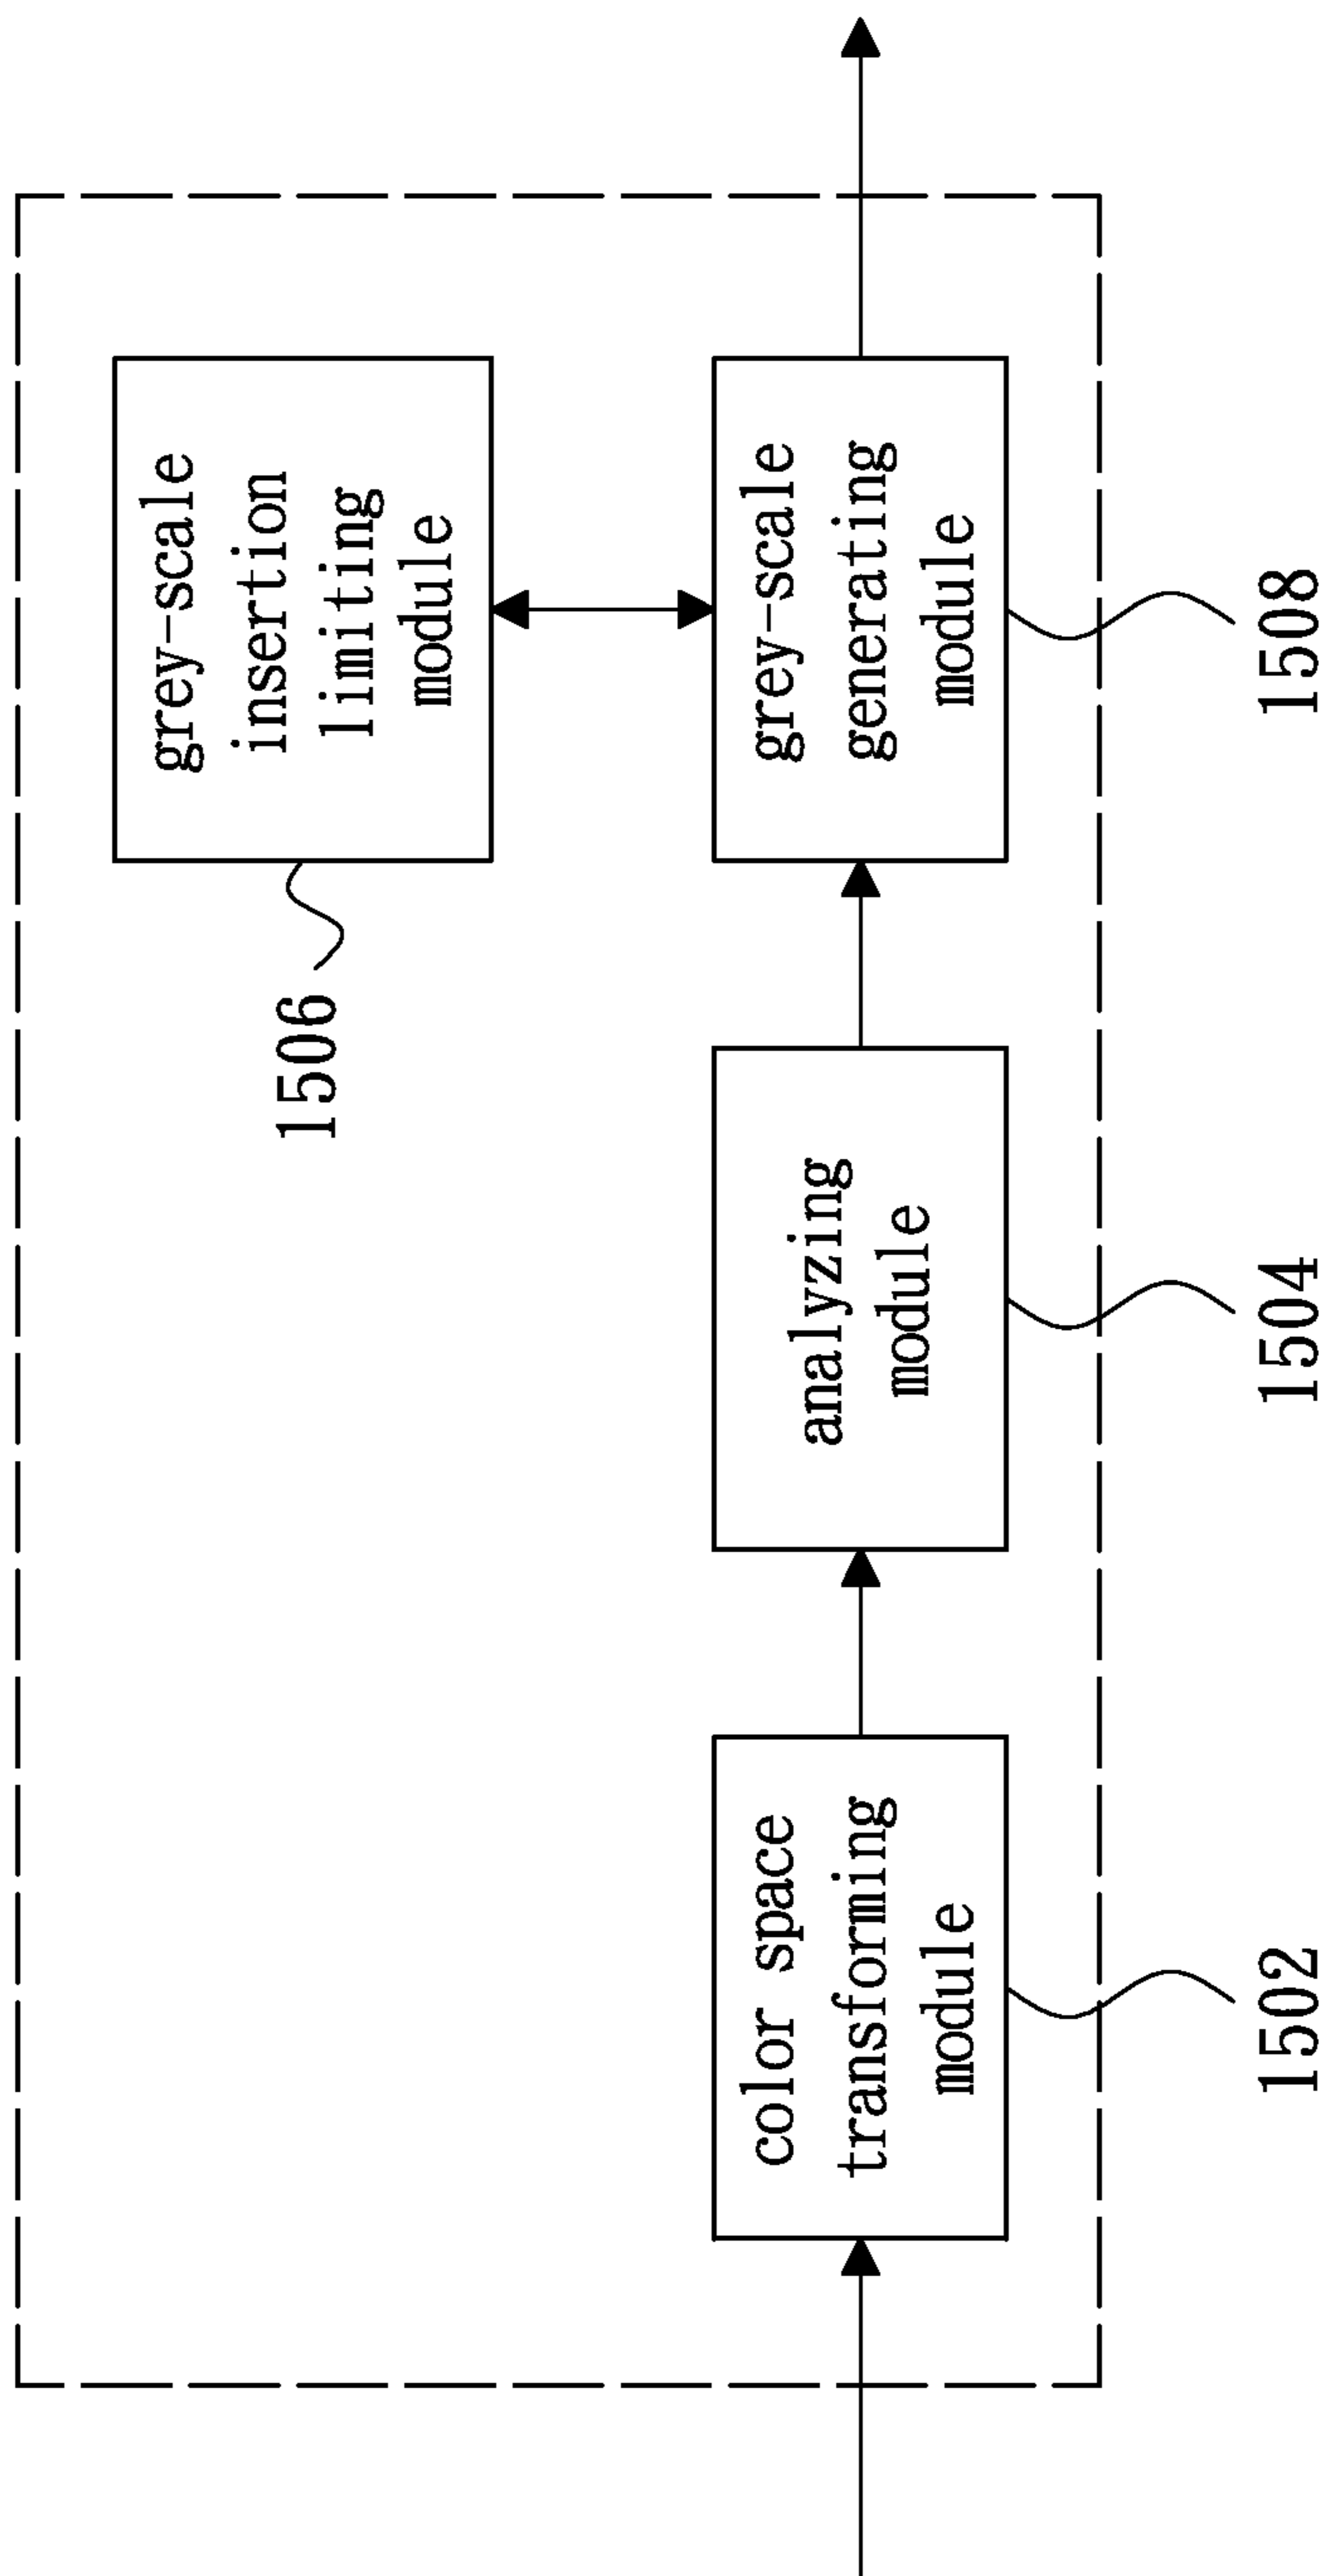 grey-scale
insertion
limiting
module
1506
color space
transforming
module
1502
analyzing
module
1504
grey-scale
generating
module
1508